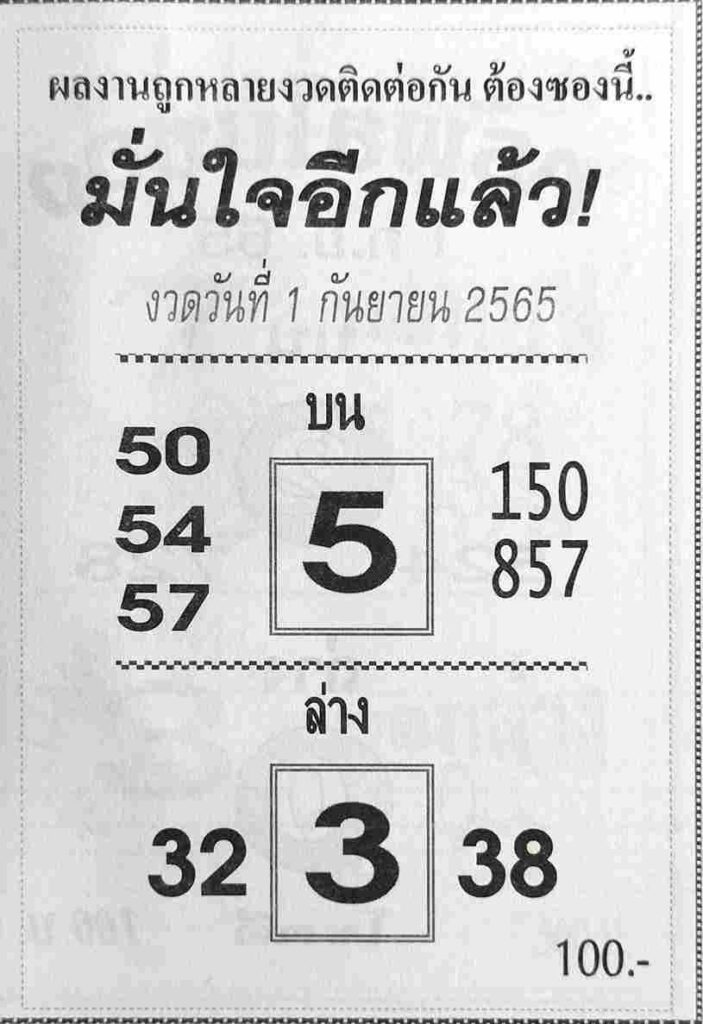 ผลงานถูกหลายงวดติดต่อกัน ต้องซองนี้..
มั่นใจอีกแล้ว!
งวดวันที่ 1 กันยายน 2565
บน
50
54
57
5
150
857
ล่าง
32 3 38
100.-